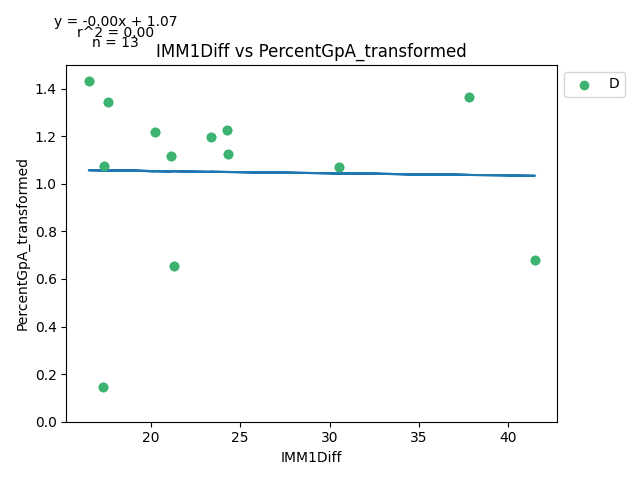 y = -0.00x + 1.07
r^2 = 0.00
n = 13
IMM1Diff vs PercentGpA_transformed
D
PercentGpA_transformed
1.4
1.2
1.0
0.8
0.6
0.4
0.2
0.0
20 25 30 35 40
IMM1Diff